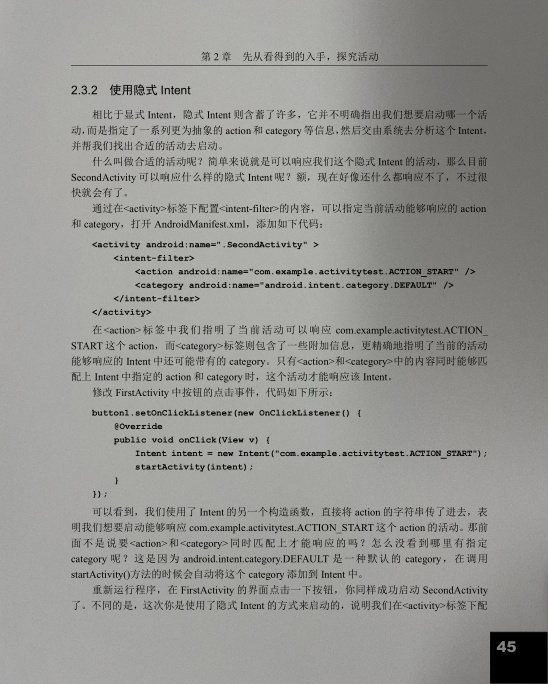 第 2 章　先从看得到的入手，探究活动
2.3.2　使用隐式 Intent
相比于显式 Intent，隐式 Intent 则含蓄了许多，它并不明确指出我们想要启动哪一个活
动，而是指定了一系列更为抽象的 action 和 category 等信息，然后交由系统去分析这个 Intent，
并帮我们找出合适的活动去启动。
什么叫做合适的活动呢？简单来说就是可以响应我们这个隐式 Intent 的活动，那么目前
SecondActivity 可以响应什么样的隐式 Intent 呢？额，现在好像还什么都响应不了，不过很
快就会有了。
通过在<activity>标签下配置<intent-filter>的内容，可以指定当前活动能够响应的 action
和 category，打开 AndroidManifest.xml，添加如下代码：
<activity android:name=".SecondActivity" >
<intent-filter>
<action android:name="com.example.activitytest.ACTION_START" />
<category android:name="android.intent.category.DEFAULT" />
</intent-filter>
</activity>
在<action>标签中我们指明了当前活动可以响应 com.example.activitytest.ACTION_
START 这个 action，而<category>标签则包含了一些附加信息，更精确地指明了当前的活动
能够响应的 Intent 中还可能带有的 category。只有<action>和<category>中的内容同时能够匹
配上 Intent 中指定的 action 和 category 时，这个活动才能响应该 Intent。
修改 FirstActivity 中按钮的点击事件，代码如下所示：
button1.setOnClickListener(new OnClickListener() {
@Override
public void onClick(View v) {
Intent intent = new Intent("com.example.activitytest.ACTION_START");
startActivity(intent);
}
});
可以看到，我们使用了 Intent 的另一个构造函数，直接将 action 的字符串传了进去，表
明我们想要启动能够响应 com.example.activitytest.ACTION_START 这个 action 的活动。那前
面不是说要<action>和<category>同时匹配上才能响应的吗？怎么没看到哪里有指定
category 呢？这是因为 android.intent.category.DEFAULT 是一种默认的 category，在调用
startActivity()方法的时候会自动将这个 category 添加到 Intent 中。
重新运行程序，在 FirstActivity 的界面点击一下按钮，你同样成功启动 SecondActivity
了。不同的是，这次你是使用了隐式 Intent 的方式来启动的，说明我们在<activity>标签下配
45